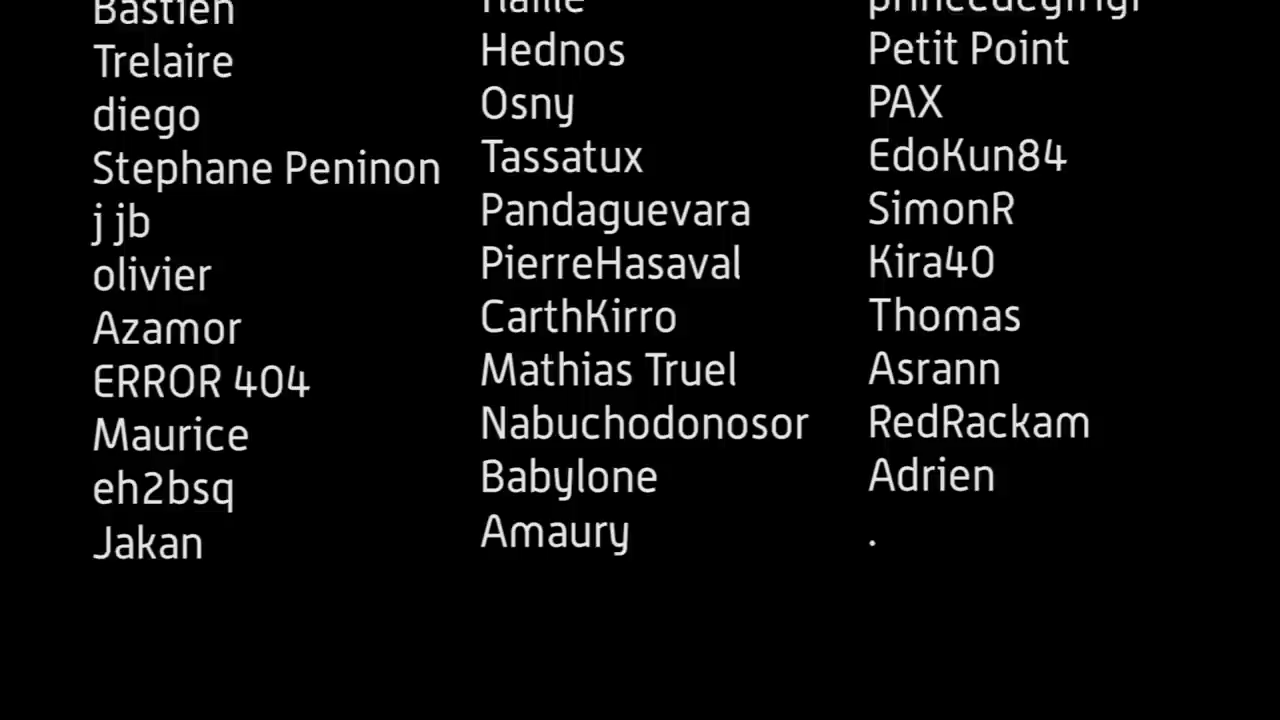 Bastien
Trelaire
diego
Stephane Peninon
j jb
olivier
Azamor
ERROR 404
Maurice
eh2bsq
Jakan
Hednos
Osny
Tassatux
Pandaguevara
PierreHasaval
CarthKirro
Mathias Truel
Nabuchodonosor
Babylone
Amaury
Petit Point
PAX
EdoKun84
SimonR
Kira40
Thomas
Asrann
RedRackam
Adrien
.